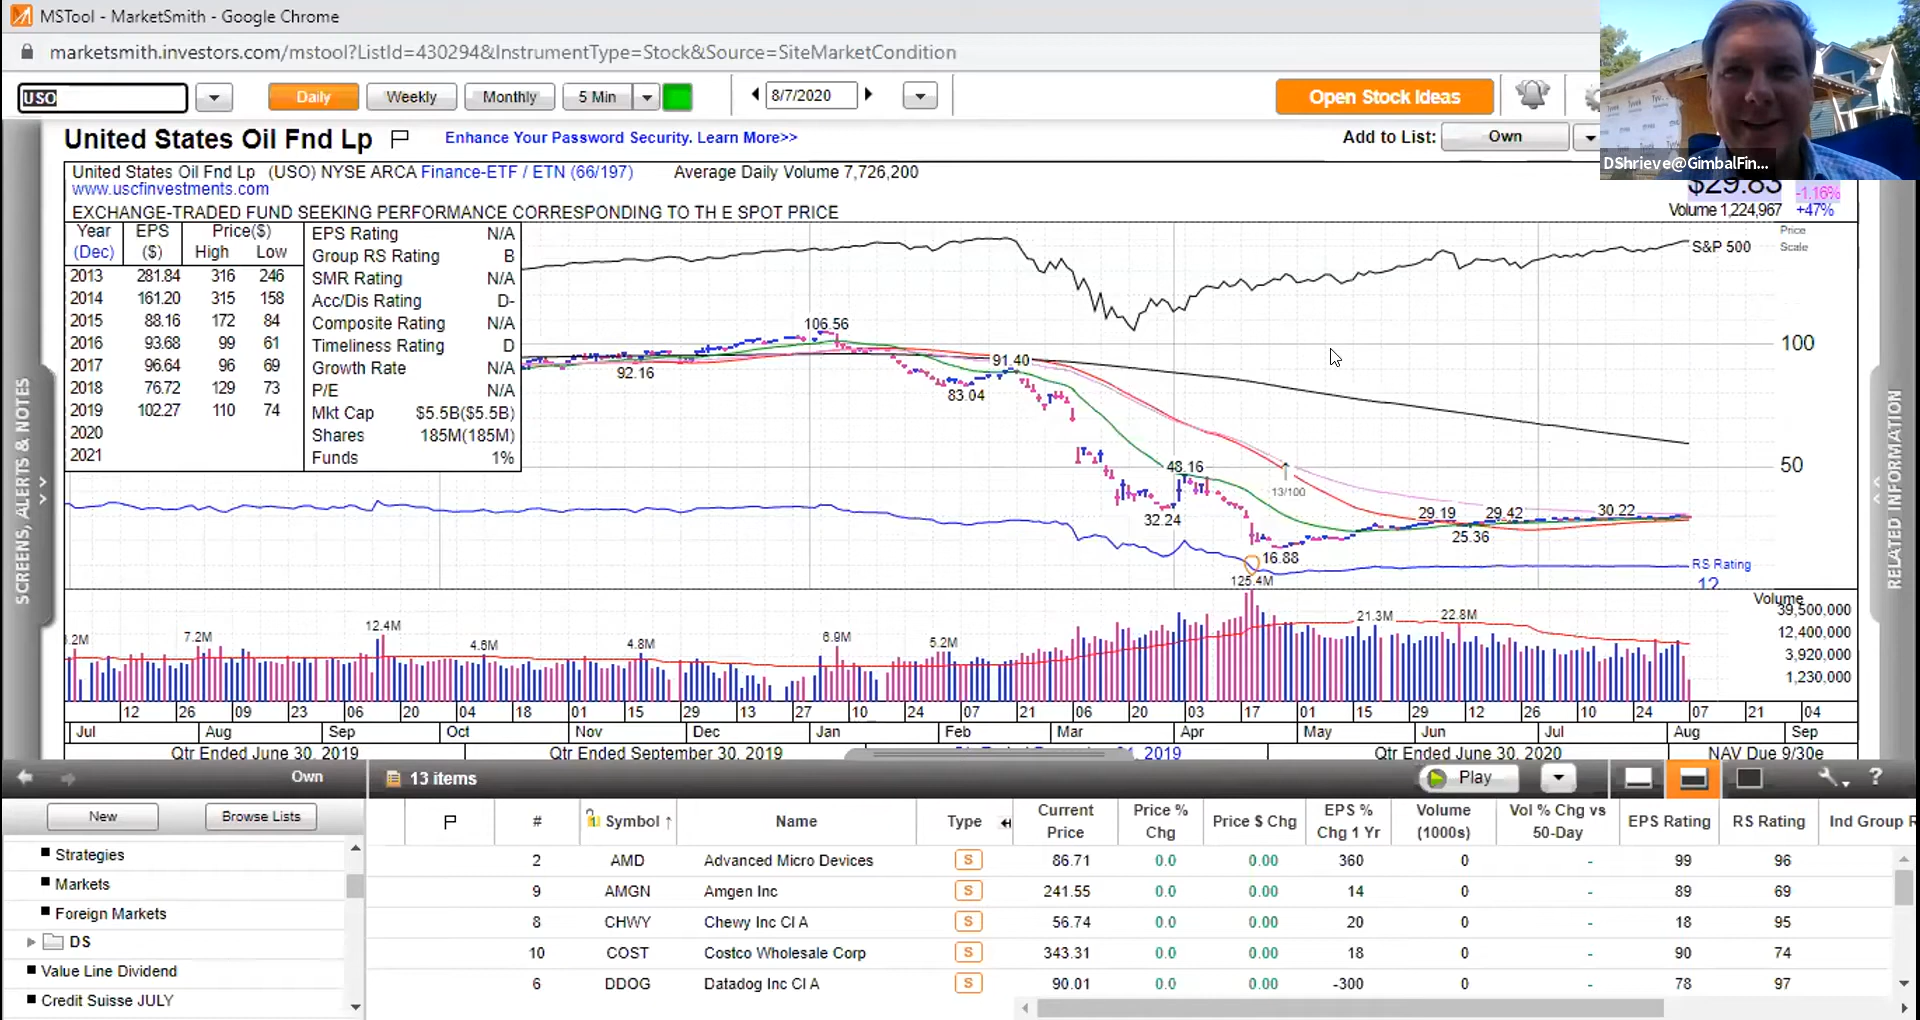 MSTool - MarketSmith - Google Chrome
marketsmith.investors.com/mstool?ListId=430294&InstrumentType=Stock&Source=SiteMarketCondition
USO Daily Weekly Monthly 5 Min 8/7/2020 Open Stock Ideas
United States Oil Fnd Lp Enhance Your Password Security. Learn More>> Add to List: Own
DShrieve@GimbalFin...
United States Oil Fnd Lp (USO) NYSE ARCA Finance-ETF / ETN (66/197) Average Daily Volume 7,726,200
www.uscfinvestments.com
$29.83 -1.16%
EXCHANGE-TRADED FUND SEEKING PERFORMANCE CORRESPONDING TO TH E SPOT PRICE
Volume 1,224,967 +47%
Year EPS Price($)
(Dec) ($) High Low
2013 281.84 316 246
2014 161.20 315 158
2015 88.16 172 84
2016 93.68 99 61
2017 96.64 96 69
2018 76.72 129 73
2019 102.27 110 74
2020
2021
EPS Rating N/A
Group RS Rating B
SMR Rating N/A
Acc/Dis Rating D-
Composite Rating N/A
Timeliness Rating D
Growth Rate N/A
P/E N/A
Mkt Cap $5.5B($5.5B)
Shares 185M(185M)
Funds 1%
Price
Scale
S&P 500
106.56
100
91.40
92.16
83.04
48.16
50
13/100
32.24
29.19 29.42 30.22
25.36
16.88
RS Rating
12
125.4M
Volume
39,500,000
12,400,000
3,920,000
1,230,000
.2M 7.2M 12.4M 4.8M 4.8M 6.9M 5.2M 21.3M 22.8M
12 26 09 23 06 20 04 18 01 15 29 13 27 10 24 07 21 06 20 03 17 01 15 29 12 26 10 24 07 21 04
Jul Aug Sep Oct Nov Dec Jan Feb Mar Apr May Jun Jul Aug Sep
Qtr Ended June 30, 2019 Qtr Ended September 30, 2019 2019 Qtr Ended June 30, 2020 NAV Due 9/30e
SCREENS, ALERTS & NOTES
RELATED INFORMATION
Own 13 items Play ?
New Browse Lists
Strategies
Markets
Foreign Markets
DS
Value Line Dividend
Credit Suisse JULY
# Symbol Name Type Current Price Price % Chg Price $ Chg EPS % Chg 1 Yr Volume (1000s) Vol % Chg vs 50-Day EPS Rating RS Rating Ind Group R
2 AMD Advanced Micro Devices S 86.71 0.0 0.00 360 0 - 99 96
9 AMGN Amgen Inc S 241.55 0.0 0.00 14 0 - 89 69
8 CHWY Chewy Inc Cl A S 56.74 0.0 0.00 20 0 - 18 95
10 COST Costco Wholesale Corp S 343.31 0.0 0.00 18 0 - 90 74
6 DDOG Datadog Inc Cl A S 90.01 0.0 0.00 -300 0 - 78 97